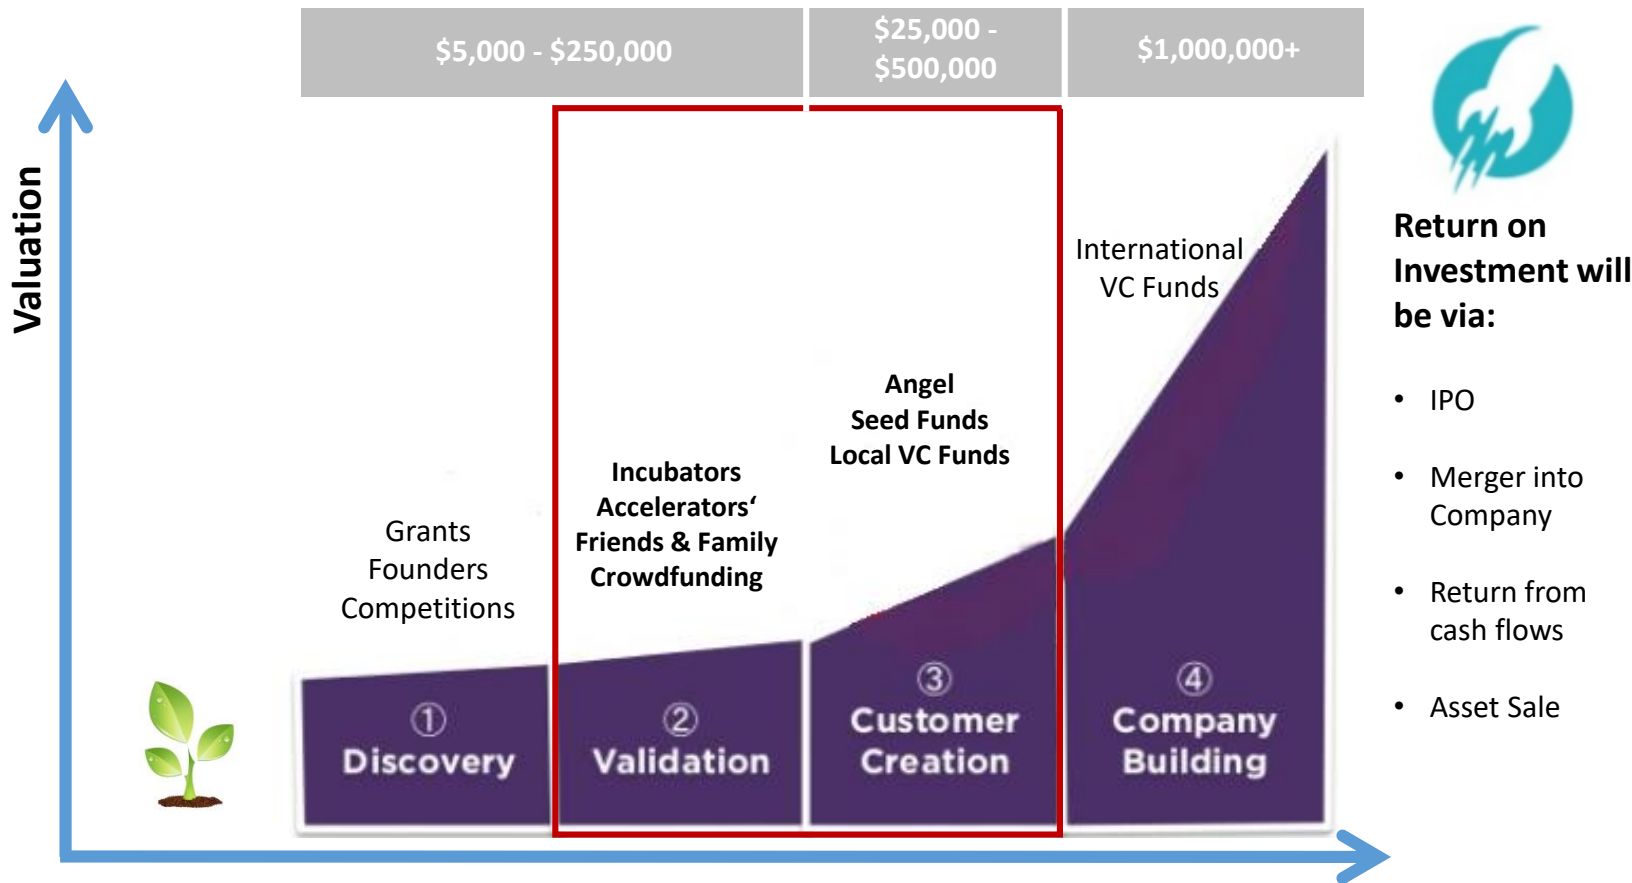 $5,000 - $250,000
$25,000 -
$500,000
$1,000,000+
Valuation
Grants
Founders
Competitions
Incubators
Accelerators‘
Friends & Family
Crowdfunding
Angel
Seed Funds
Local VC Funds
International
VC Funds
①
Discovery
②
Validation
③
Customer
Creation
④
Company
Building
Return on
Investment will
be via:
• IPO
• Merger into
Company
• Return from
cash flows
• Asset Sale